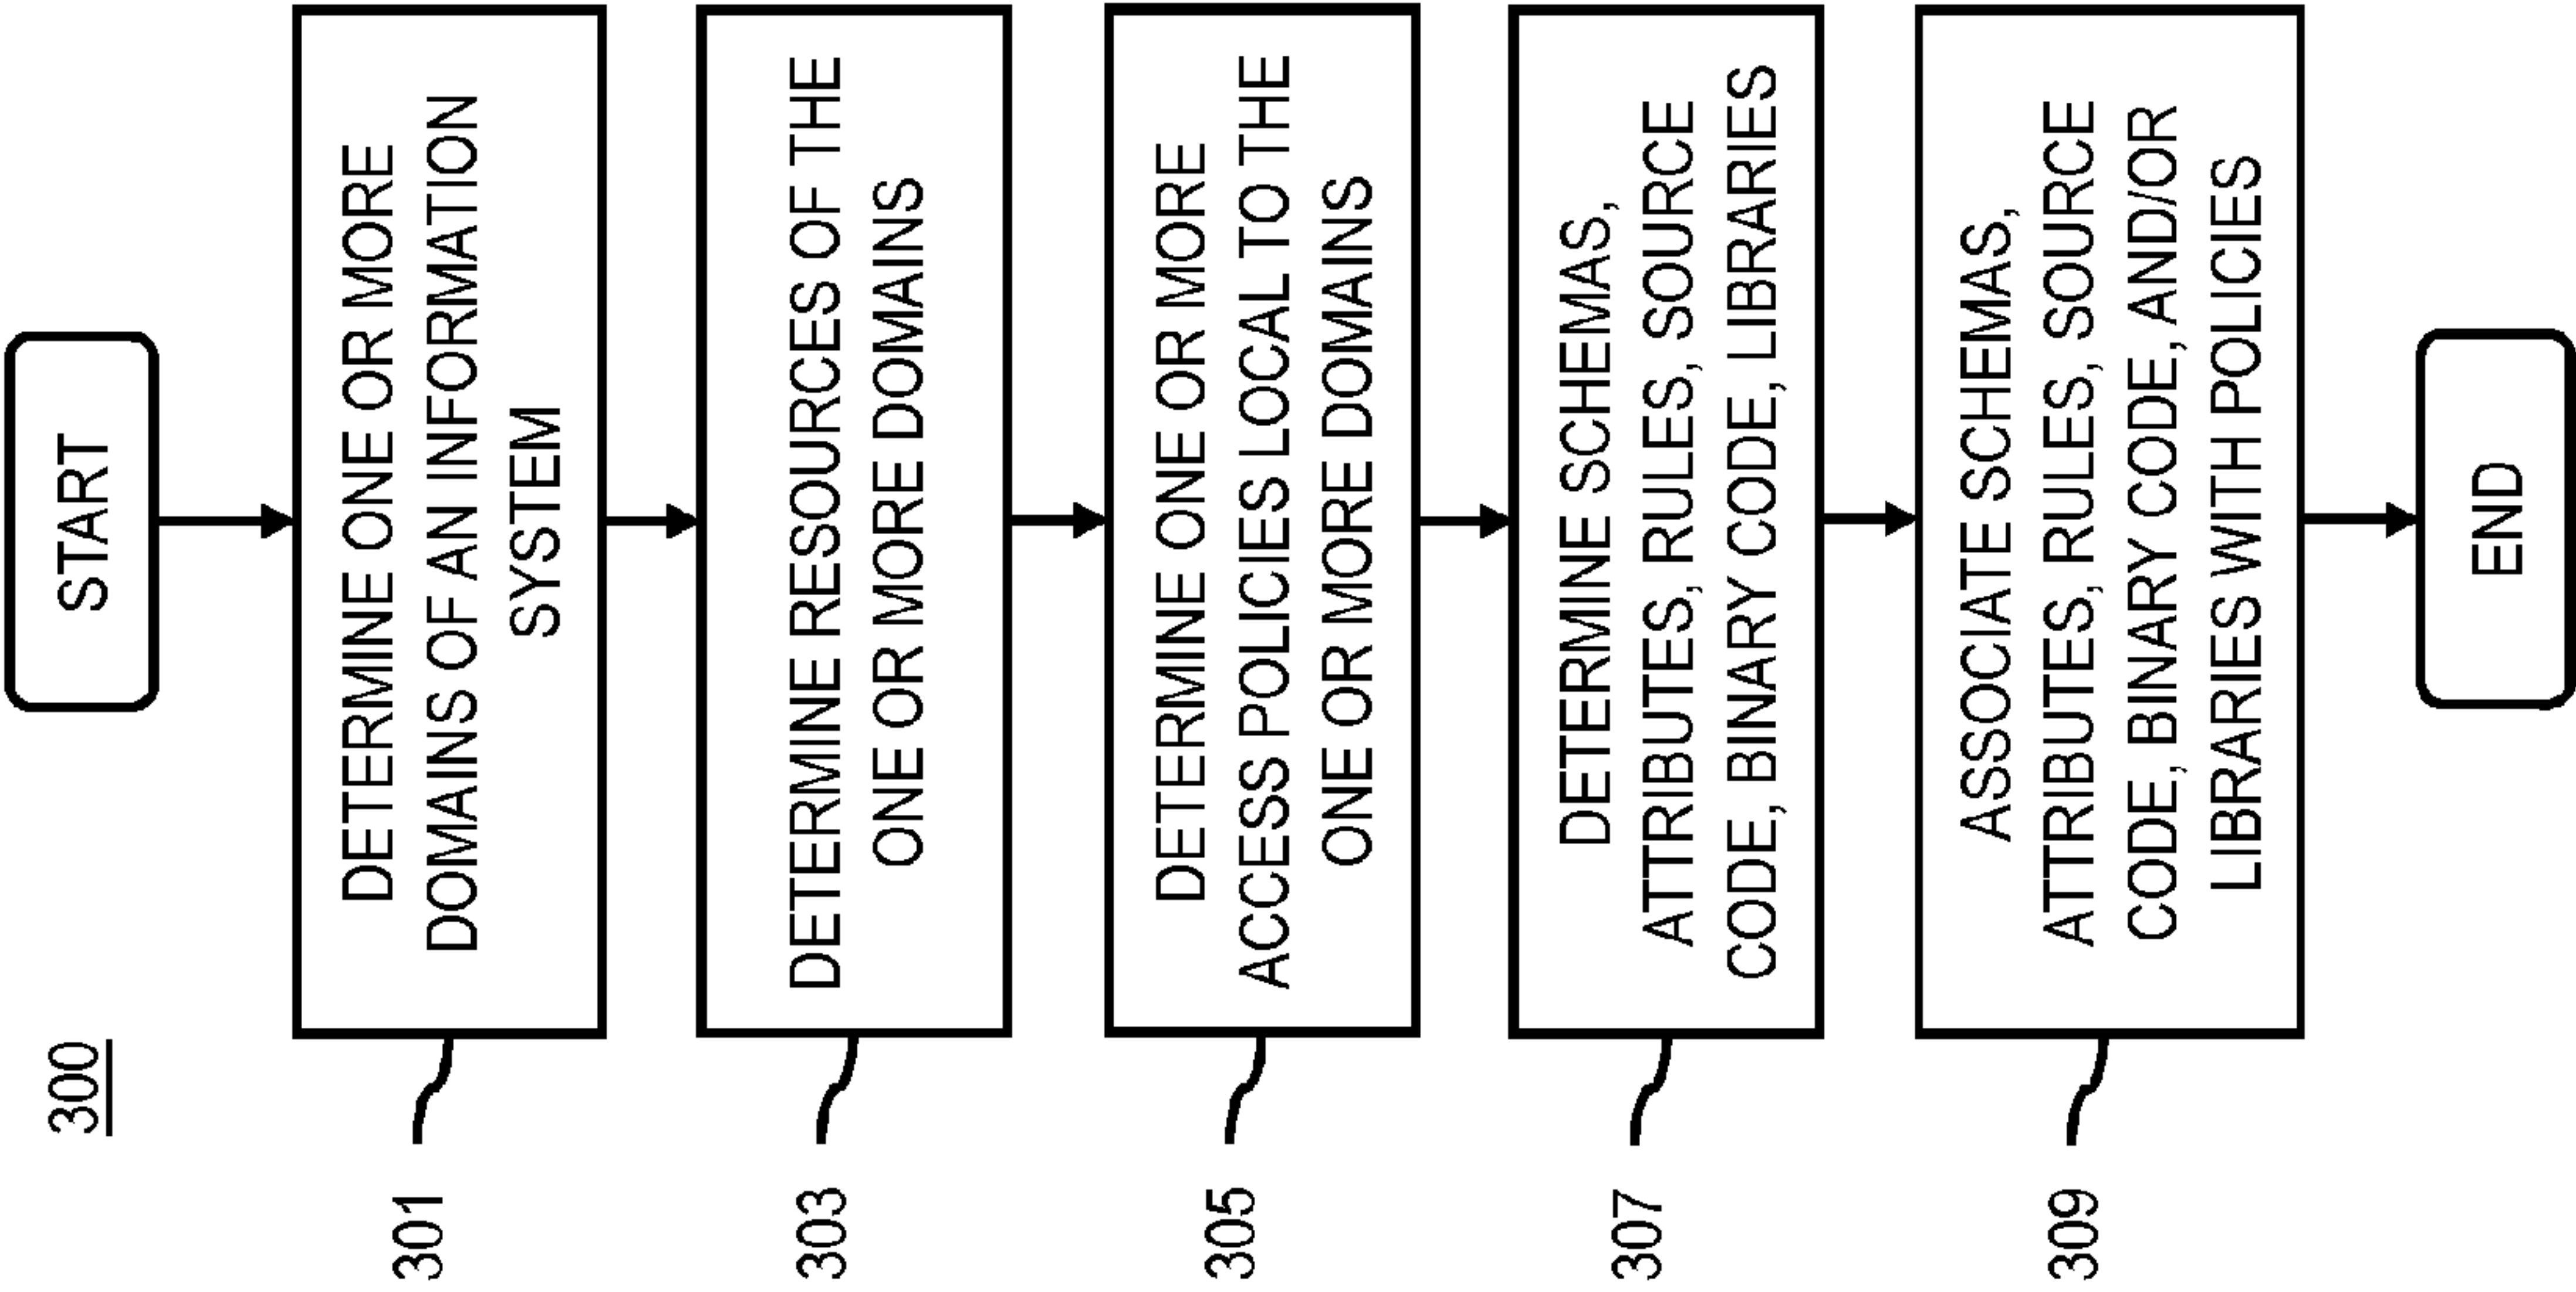 300
START
301
DETERMINE ONE OR MORE
DOMAINS OF AN INFORMATION
SYSTEM
303
DETERMINE RESOURCES OF THE
ONE OR MORE DOMAINS
305
DETERMINE ONE OR MORE
ACCESS POLICIES LOCAL TO THE
ONE OR MORE DOMAINS
307
DETERMINE SCHEMAS,
ATTRIBUTES, RULES, SOURCE
CODE, BINARY CODE, LIBRARIES
309
ASSOCIATE SCHEMAS,
ATTRIBUTES, RULES, SOURCE
CODE, BINARY CODE, AND/OR
LIBRARIES WITH POLICIES
END